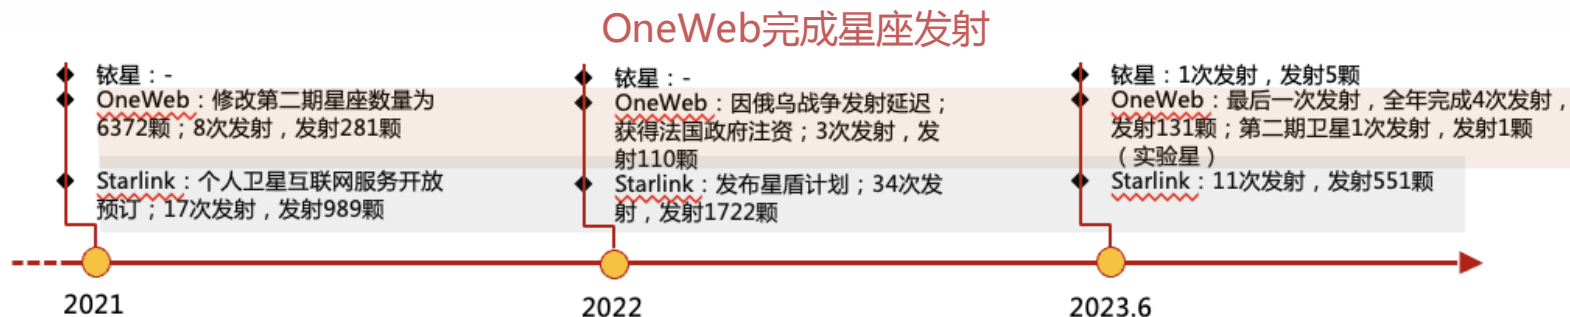 OneWeb完成星座发射
铱星：-
OneWeb：修改第二期星座数量为
6372颗；8次发射，发射281颗
Starlink：个人卫星互联网服务开放
预订；17次发射，发射989颗
2021
铱星：-
OneWeb：因俄乌战争发射延迟；
获得法国政府注资；3次发射，发
射110颗
Starlink：发布星盾计划；34次发
射，发射1722颗
2022
铱星：1次发射，发射5颗
OneWeb：最后一次发射，全年完成4次发射，
发射131颗；第二期卫星1次发射，发射1颗
（实验星）
Starlink：11次发射，发射551颗
2023.6